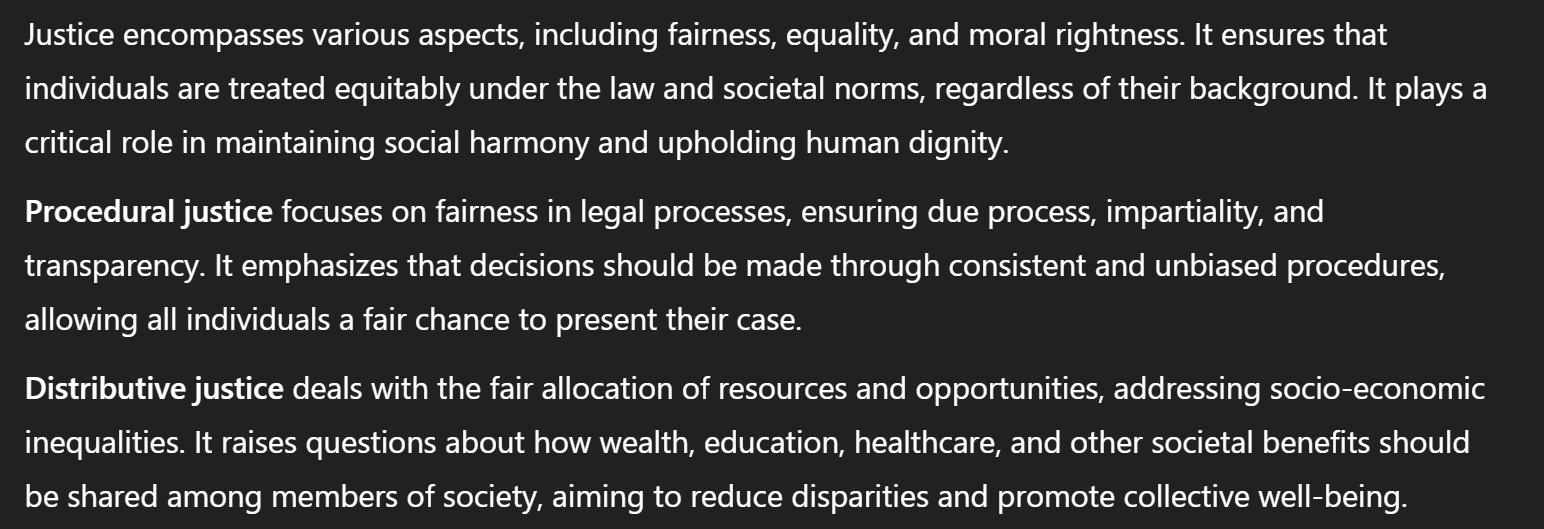 Justice encompasses various aspects, including fairness, equality, and moral rightness. It ensures that
individuals are treated equitably under the law and societal norms, regardless of their background. It plays a
critical role in maintaining social harmony and upholding human dignity.
Procedural justice focuses on fairness in legal processes, ensuring due process, impartiality, and
transparency. It emphasizes that decisions should be made through consistent and unbiased procedures,
allowing all individuals a fair chance to present their case.
Distributive justice deals with the fair allocation of resources and opportunities, addressing socio-economic
inequalities. It raises questions about how wealth, education, healthcare, and other societal benefits should
be shared among members of society, aiming to reduce disparities and promote collective well-being.